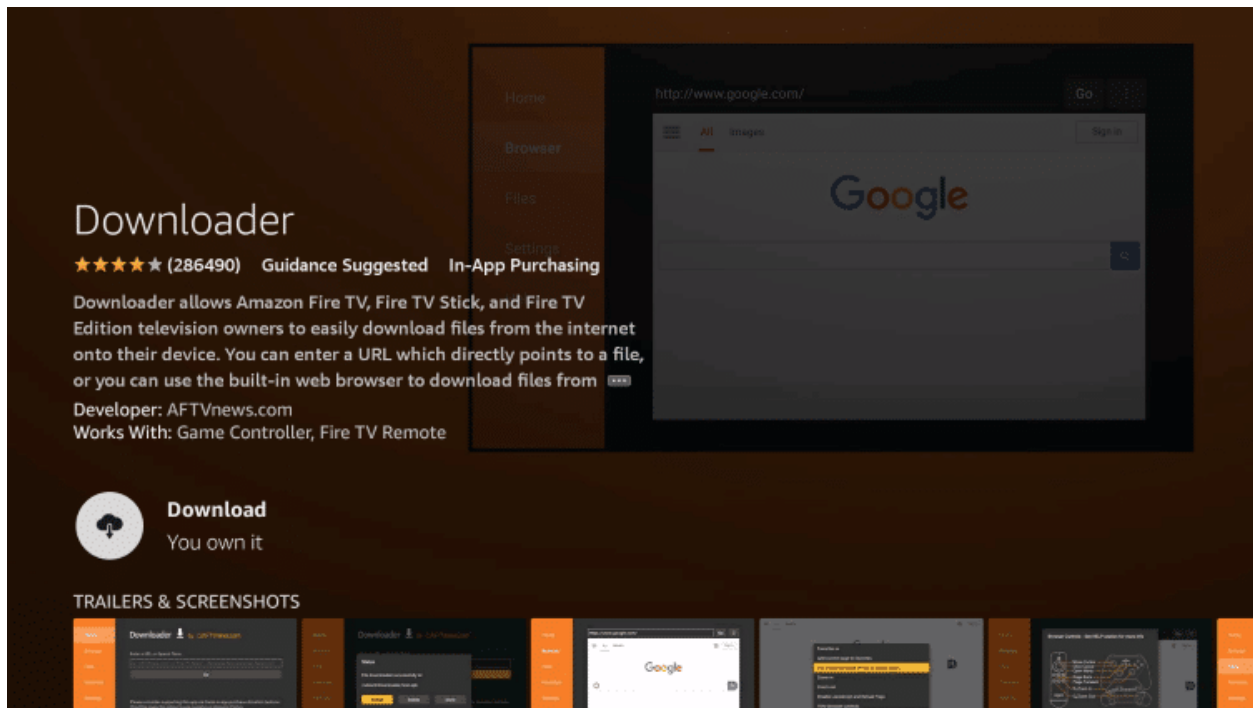 Home
http://www.google.com/
Go
All
Images
Sign in
Browser
Google
Files
Settings
Downloader
(286490) Guidance Suggested In-App Purchasing
Downloader allows Amazon Fire TV, Fire TV Stick, and Fire TV
Edition television owners to easily download files from the internet
onto their device. You can enter a URL which directly points to a file,
or you can use the built-in web browser to download files from
Developer: AFTVnews.com
Works With: Game Controller, Fire TV Remote
Download
You own it
TRAILERS & SCREENSHOTS
Downloader
Downloader
Google